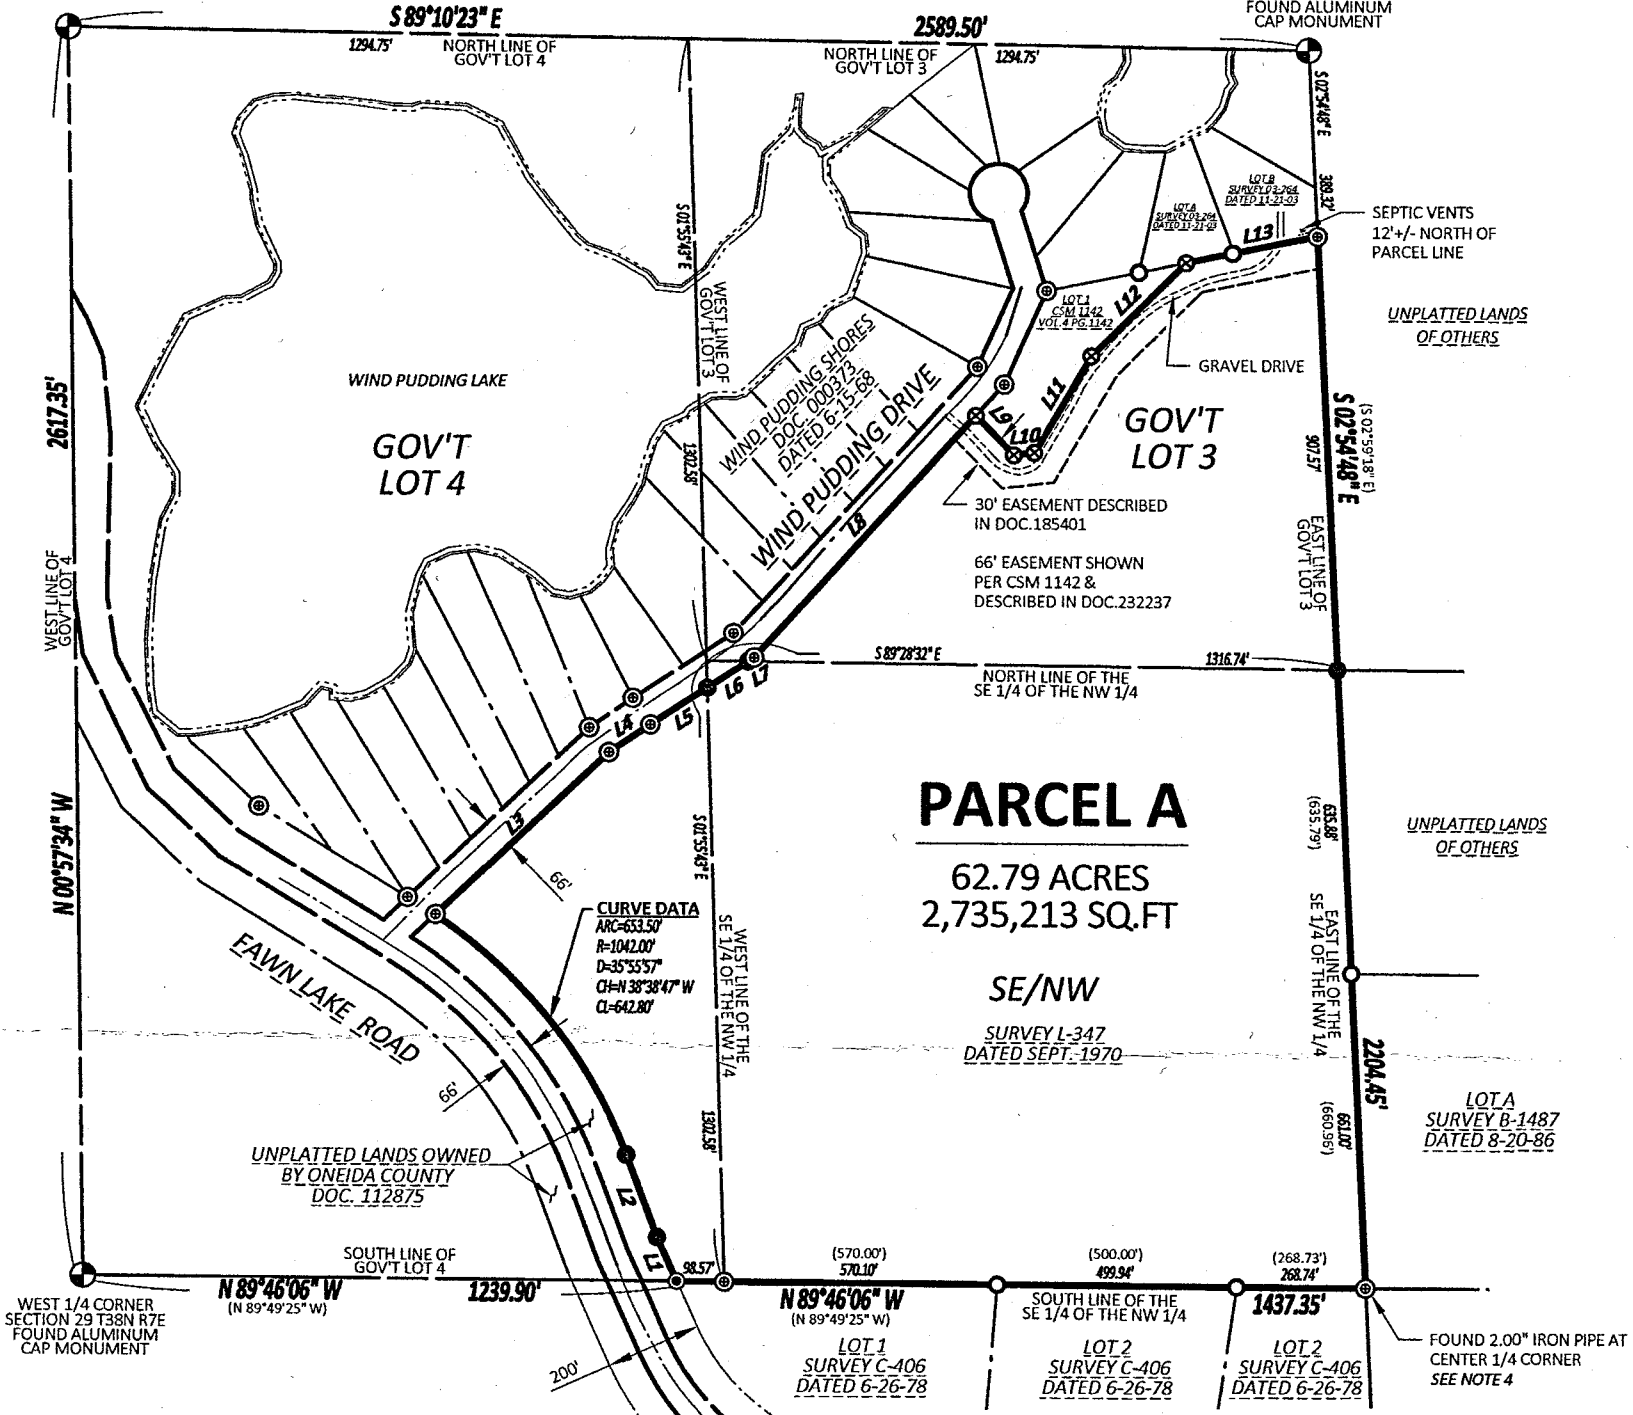 FOUND ALUMINUM
CAP MONUMENT
S 89°10'23" E
2589.50'
1294.75'
NORTH LINE OF
GOV'T LOT 4
NORTH LINE OF
GOV'T LOT 3
1294.75'
S 02°54'48" E
389.32'
LOT B
SURVEY 03-264
DATED 11-21-03
LOT A
SURVEY 03-264
DATED 11-21-03
SEPTIC VENTS
12'+/- NORTH OF
PARCEL LINE
L13
S 01°55'43" E
WEST LINE OF
GOV'T LOT 3
LOT 1
CSM 1142
VOL.4 PG.1142
L12
UNPLATTED LANDS
OF OTHERS
GRAVEL DRIVE
WIND PUDDING LAKE
WIND PUDDING SHORES
DOC. 000373
DATED 6-15-68
WIND PUDDING DRIVE
2617.35'
GOV'T
LOT 4
1302.58'
L9
L10
L11
GOV'T
LOT 3
S 02°54'48" E
(S 02°59'18" E)
907.57'
30' EASEMENT DESCRIBED
IN DOC.185401
L8
66' EASEMENT SHOWN
PER CSM 1142 &
DESCRIBED IN DOC.232237
EAST LINE OF
GOV'T LOT 3
WEST LINE OF
GOV'T LOT 4
S 89°28'32" E
1316.74'
NORTH LINE OF THE
SE 1/4 OF THE NW 1/4
L7
L6
L5
L4
L3
PARCEL A
62.79 ACRES
2,735,213 SQ.FT
635.88'
(635.79')
UNPLATTED LANDS
OF OTHERS
N 00°57'34" W
S 01°55'43" E
66'
CURVE DATA
ARC=653.50'
R=1042.00'
D=35°55'57"
CH=N 38°38'47" W
CL=642.80'
WEST LINE OF THE
SE 1/4 OF THE NW 1/4
EAST LINE OF THE
SE 1/4 OF THE NW 1/4
FAWN LAKE ROAD
SE/NW
SURVEY L-347
DATED SEPT.-1970
2204.45'
66'
1302.58'
661.00'
(660.96')
LOT A
SURVEY B-1487
DATED 8-20-86
UNPLATTED LANDS OWNED
BY ONEIDA COUNTY
DOC. 112875
L2
L1
SOUTH LINE OF
GOV'T LOT 4
98.57'
(570.00')
570.10'
(500.00')
499.94'
(268.73')
268.74'
N 89°46'06" W
(N 89°49'25" W)
1239.90'
N 89°46'06" W
(N 89°49'25" W)
SOUTH LINE OF THE
SE 1/4 OF THE NW 1/4
1437.35'
WEST 1/4 CORNER
SECTION 29 T38N R7E
FOUND ALUMINUM
CAP MONUMENT
200'
LOT 1
SURVEY C-406
DATED 6-26-78
LOT 2
SURVEY C-406
DATED 6-26-78
LOT 2
SURVEY C-406
DATED 6-26-78
FOUND 2.00" IRON PIPE AT
CENTER 1/4 CORNER
SEE NOTE 4